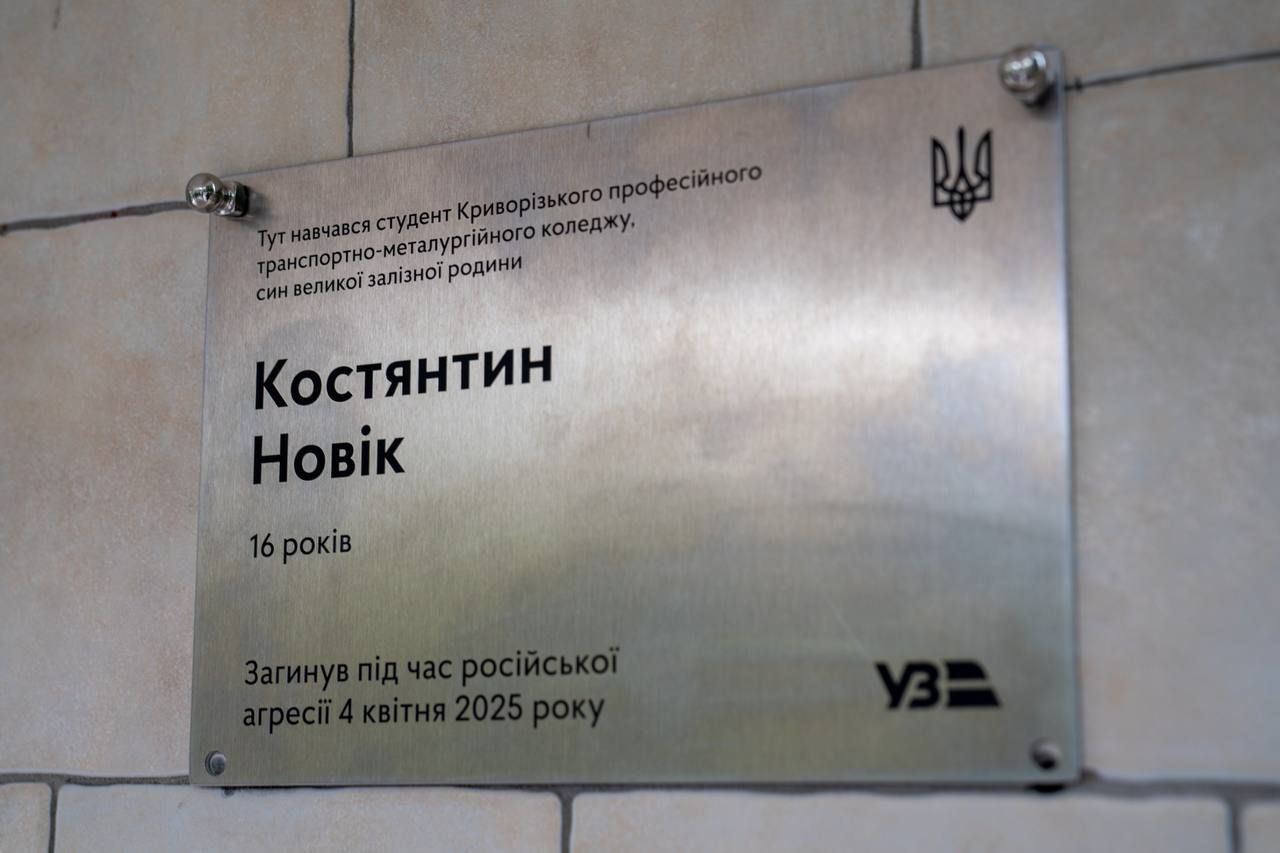 Тут навчався студент Криворізького професійного
транспортно-металургійного коледжу,
син великої залізної родини
Костянтин
Новік
16 років
Загинув під час російської
агресії 4 квітня 2025 року
УЗ